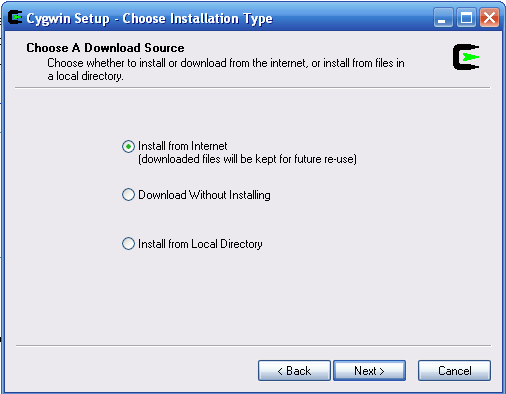 Cygwin Setup - Choose Installation Type
Choose A Download Source
Choose whether to install or download from the internet, or install from files in
a local directory.
Install from Internet
(downloaded files will be kept for future re-use)
Download Without Installing
Install from Local Directory
< Back
Next >
Cancel